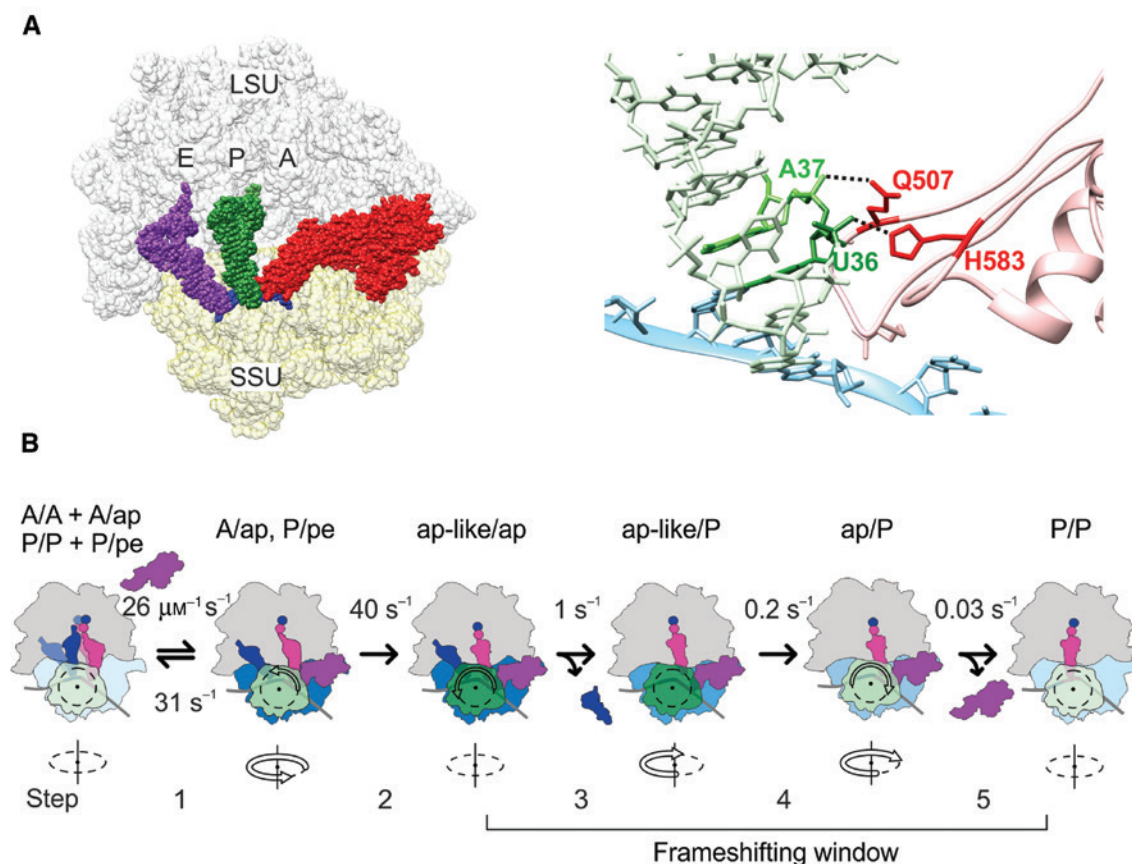 A
LSU
E P A
SSU
A37
Q507
U36
H583
B
A/A + A/ap
P/P + P/pe
A/ap, P/pe
ap-like/ap
ap-like/P
ap/P
P/P
26 μM⁻¹s⁻¹
31 s⁻¹
40 s⁻¹
1 s⁻¹
0.2 s⁻¹
0.03 s⁻¹
Step 1 2 3 4 5
Frameshifting window